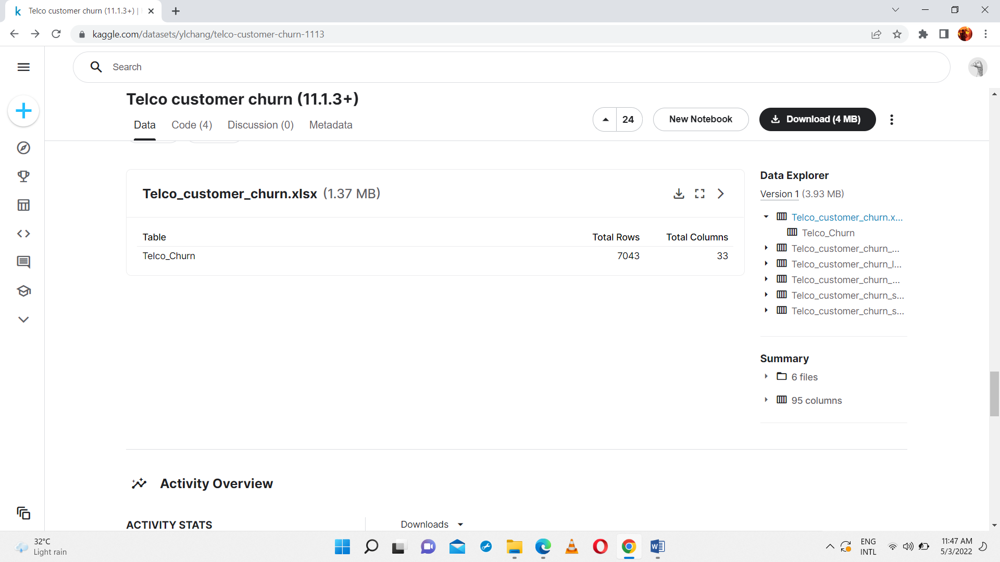 Telco customer churn (11.1.3+) |
kaggle.com/datasets/ylchang/telco-customer-churn-1113
Search
Telco customer churn (11.1.3+)
Data Code (4) Discussion (0) Metadata
24 New Notebook Download (4 MB)
Telco_customer_churn.xlsx (1.37 MB)
Table Total Rows Total Columns
Telco_Churn 7043 33
Data Explorer
Version 1 (3.93 MB)
Telco_customer_churn.x...
Telco_Churn
Telco_customer_churn_...
Telco_customer_churn_l...
Telco_customer_churn_...
Telco_customer_churn_s...
Telco_customer_churn_s...
Summary
6 files
95 columns
Activity Overview
ACTIVITY STATS
Downloads
32°C
Light rain
ENG
INTL
11:47 AM
5/3/2022